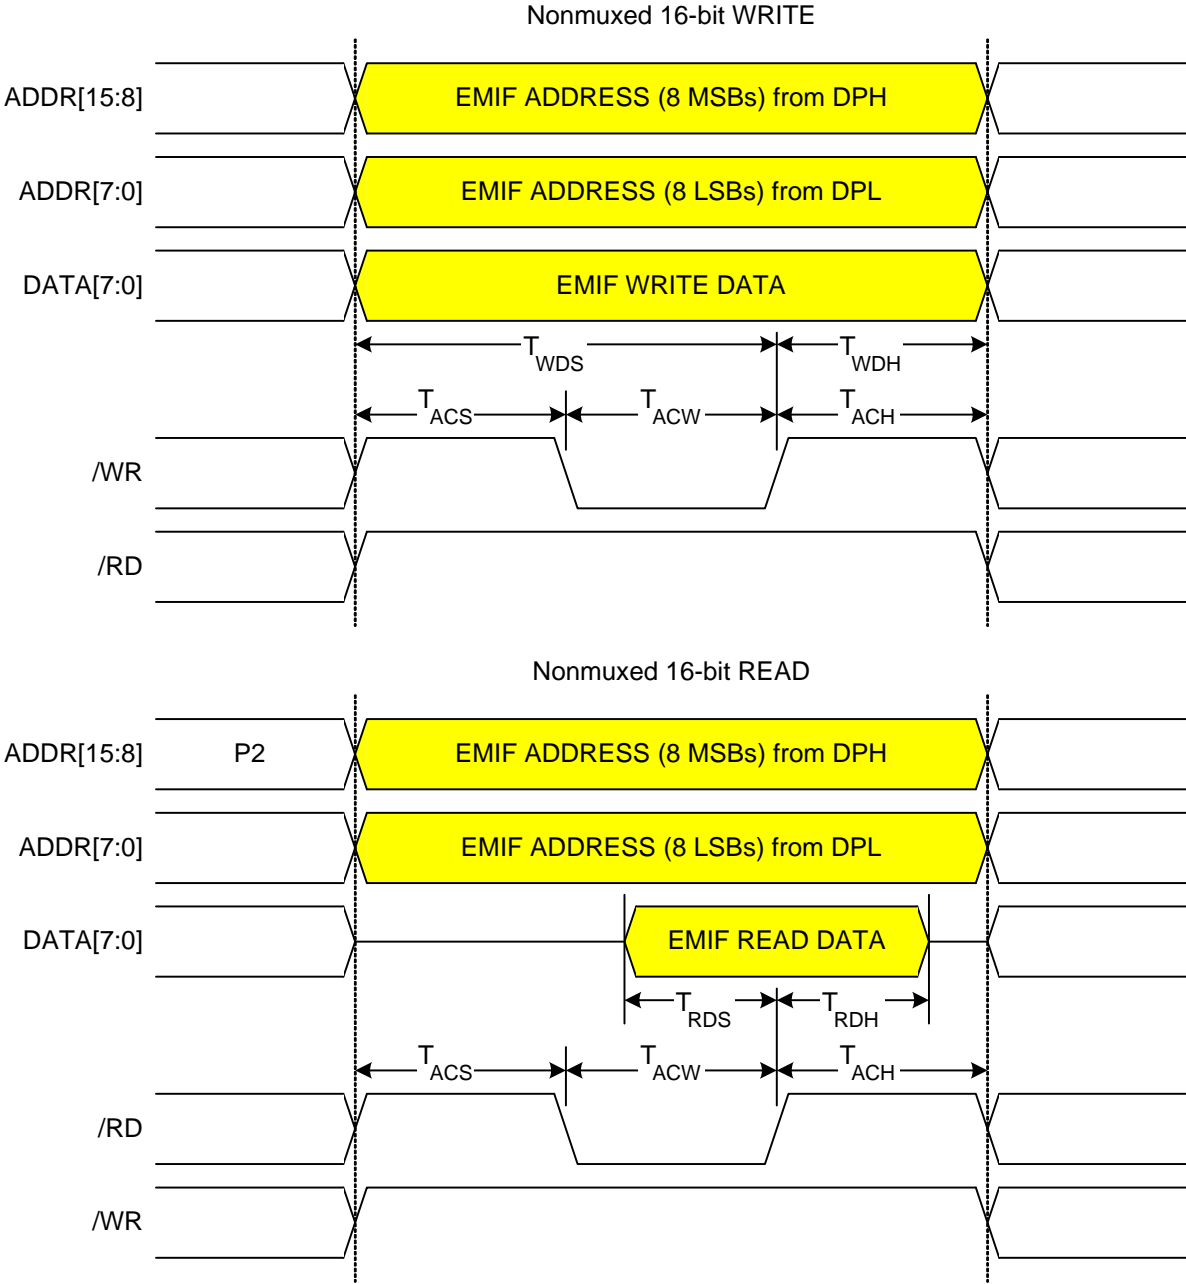 Nonmuxed 16-bit WRITE
ADDR[15:8] EMIF ADDRESS (8 MSBs) from DPH
ADDR[7:0] EMIF ADDRESS (8 LSBs) from DPL
DATA[7:0] EMIF WRITE DATA
TWDS TWDH
TACS TACW TACH
/WR
/RD
Nonmuxed 16-bit READ
ADDR[15:8] P2 EMIF ADDRESS (8 MSBs) from DPH
ADDR[7:0] EMIF ADDRESS (8 LSBs) from DPL
DATA[7:0] EMIF READ DATA
TRDS TRDH
TACS TACW TACH
/RD
/WR